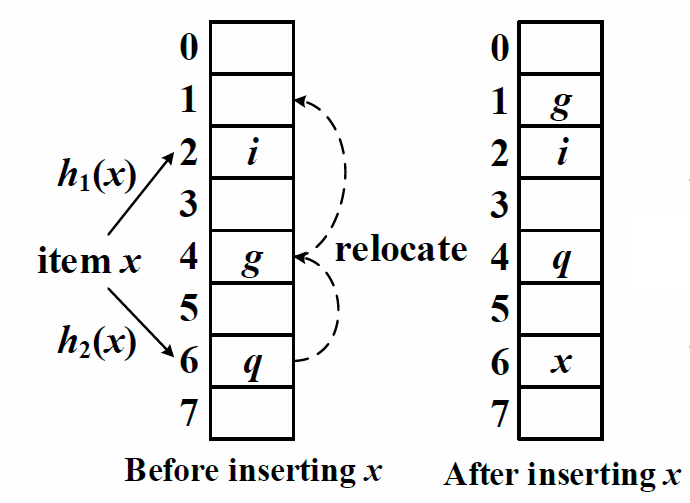 0 0
1 1 g
2 i 2 i
h1(x)
3 3
item x 4 g relocate 4 q
5 5
h2(x)
6 q 6 x
7 7
Before inserting x After inserting x